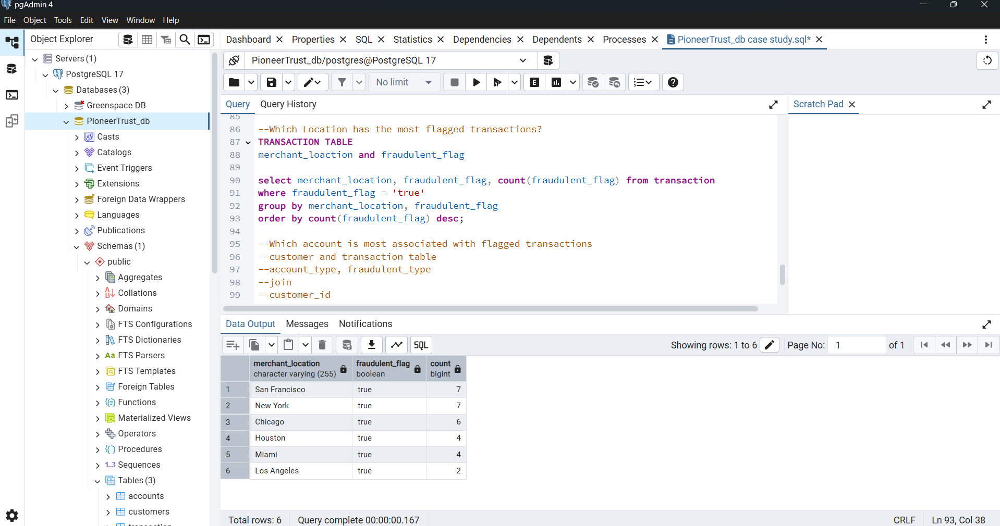 pgAdmin 4
File Object Tools Edit View Window Help
Object Explorer
Dashboard Properties SQL Statistics Dependencies Dependents Processes PioneerTrust_db case study.sql*
Servers (1)
PostgreSQL 17
Databases (3)
Greenspace DB
PioneerTrust_db
Casts
Catalogs
Event Triggers
Extensions
Foreign Data Wrappers
Languages
Publications
Schemas (1)
public
Aggregates
Collations
Domains
FTS Configurations
FTS Dictionaries
Aa FTS Parsers
FTS Templates
Foreign Tables
Functions
Materialized Views
Operators
Procedures
1..3 Sequences
Tables (3)
accounts
customers
transaction
PioneerTrust_db/postgres@PostgreSQL 17
No limit
E
Query Query History
Scratch Pad
85
86 --Which Location has the most flagged transactions?
87 TRANSACTION TABLE
88 merchant_loaction and fraudulent_flag
89
90 select merchant_location, fraudulent_flag, count(fraudulent_flag) from transaction
91 where fraudulent_flag = 'true'
92 group by merchant_location, fraudulent_flag
93 order by count(fraudulent_flag) desc;
94
95 --Which account is most associated with flagged transactions
96 --customer and transaction table
97 --account_type, fraudulent_type
98 --join
99 --customer_id
Data Output Messages Notifications
SQL
Showing rows: 1 to 6 Page No: 1 of 1
merchant_location fraudulent_flag count
character varying (255) boolean bigint
1 San Francisco true 7
2 New York true 7
3 Chicago true 6
4 Houston true 4
5 Miami true 4
6 Los Angeles true 2
Total rows: 6 Query complete 00:00:00.167 CRLF Ln 93, Col 38